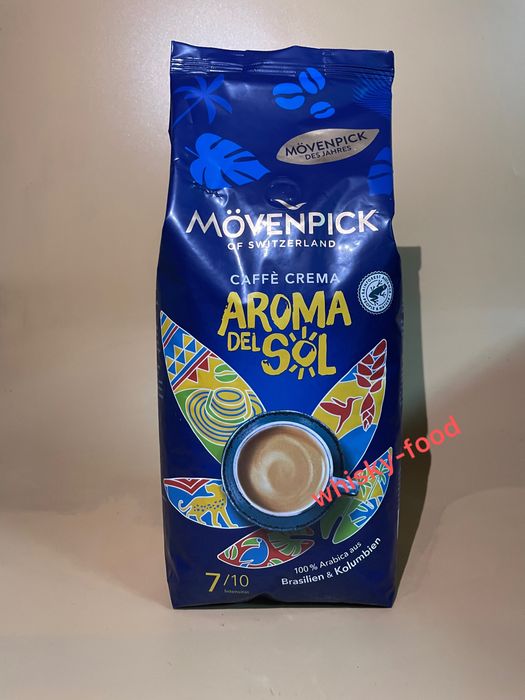 MÖVENPICK
DES JAHRES
MÖVENPICK
OF SWITZERLAND
CAFFÈ CREMA
AROMA
DEL SOL
whisky-food
100% Arabica aus
Brasilien & Kolumbien
7/10
Intensität